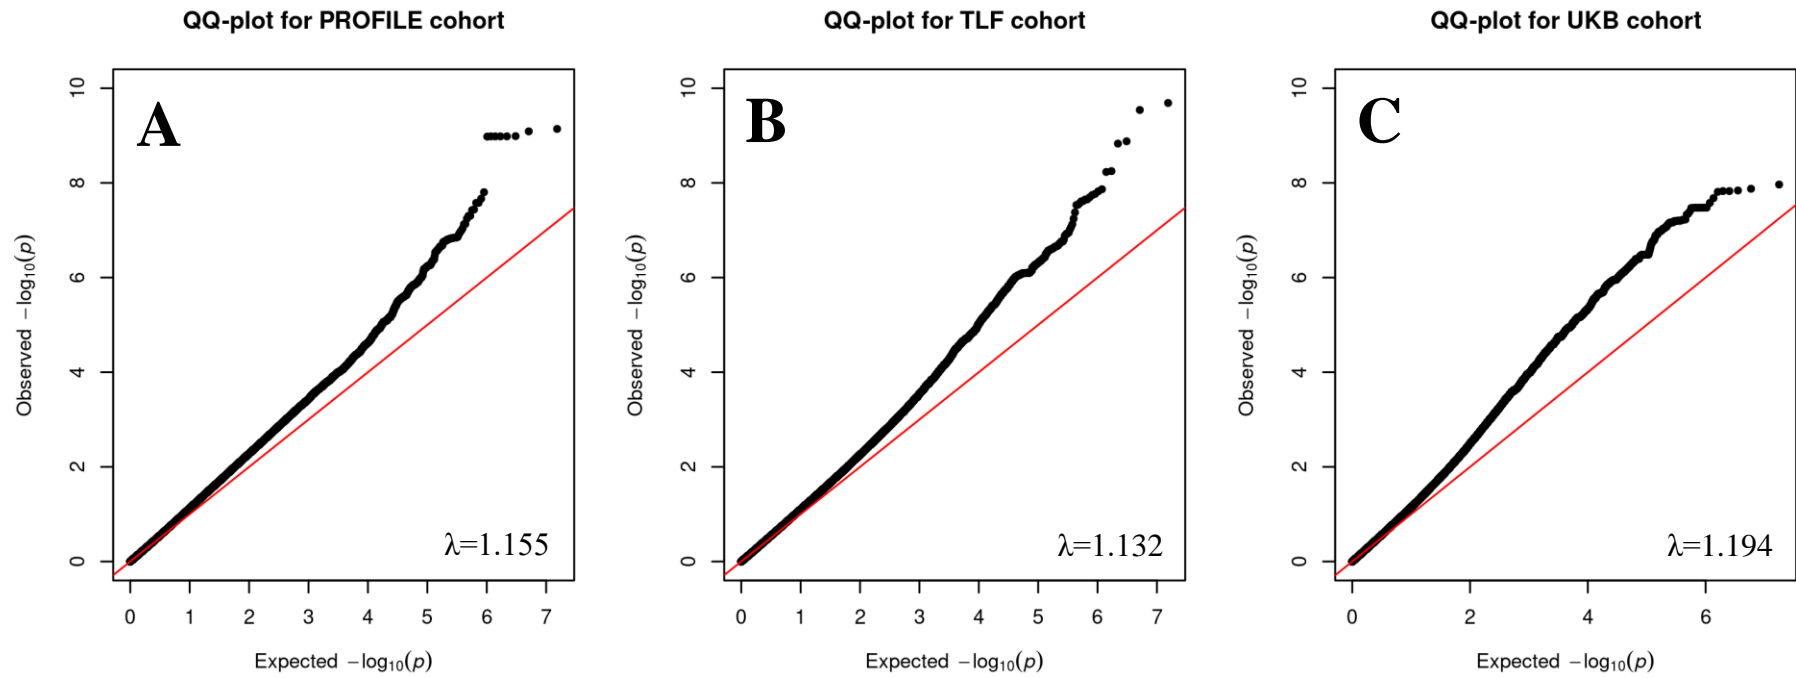 QQ-plot for PROFILE cohort
A
10
8
6
4
2
0
Observed −log₁₀(p)
λ=1.155
0 1 2 3 4 5 6 7
Expected −log₁₀(p)
QQ-plot for TLF cohort
B
10
8
6
4
2
0
Observed −log₁₀(p)
λ=1.132
0 1 2 3 4 5 6 7
Expected −log₁₀(p)
QQ-plot for UKB cohort
C
10
8
6
4
2
0
Observed −log₁₀(p)
λ=1.194
0 2 4 6
Expected −log₁₀(p)